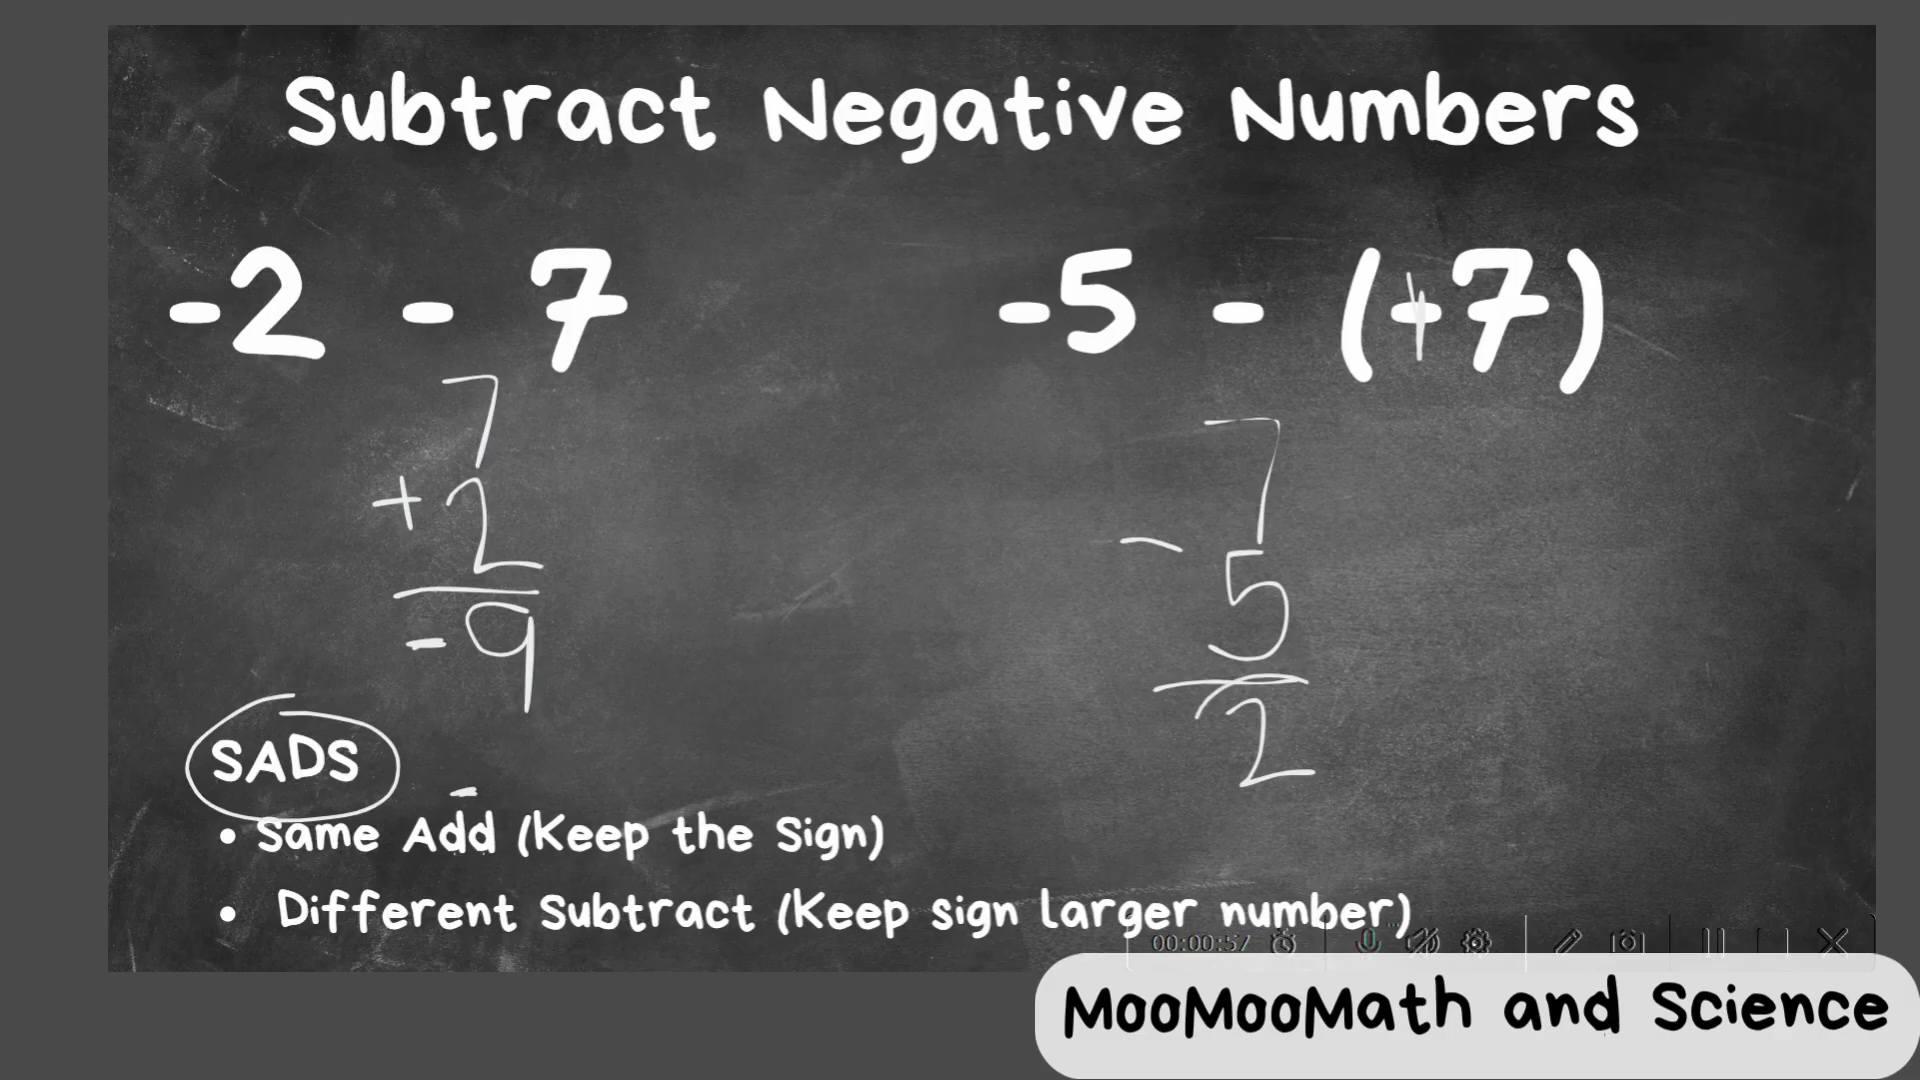 Subtract Negative Numbers
-2 - 7
-5 - (+7)
7
+2
-9
7
- 5
2
SADS
-
• Same Add (Keep the Sign)
• Different Subtract (Keep sign larger number)
00:00:57
MooMooMath and Science